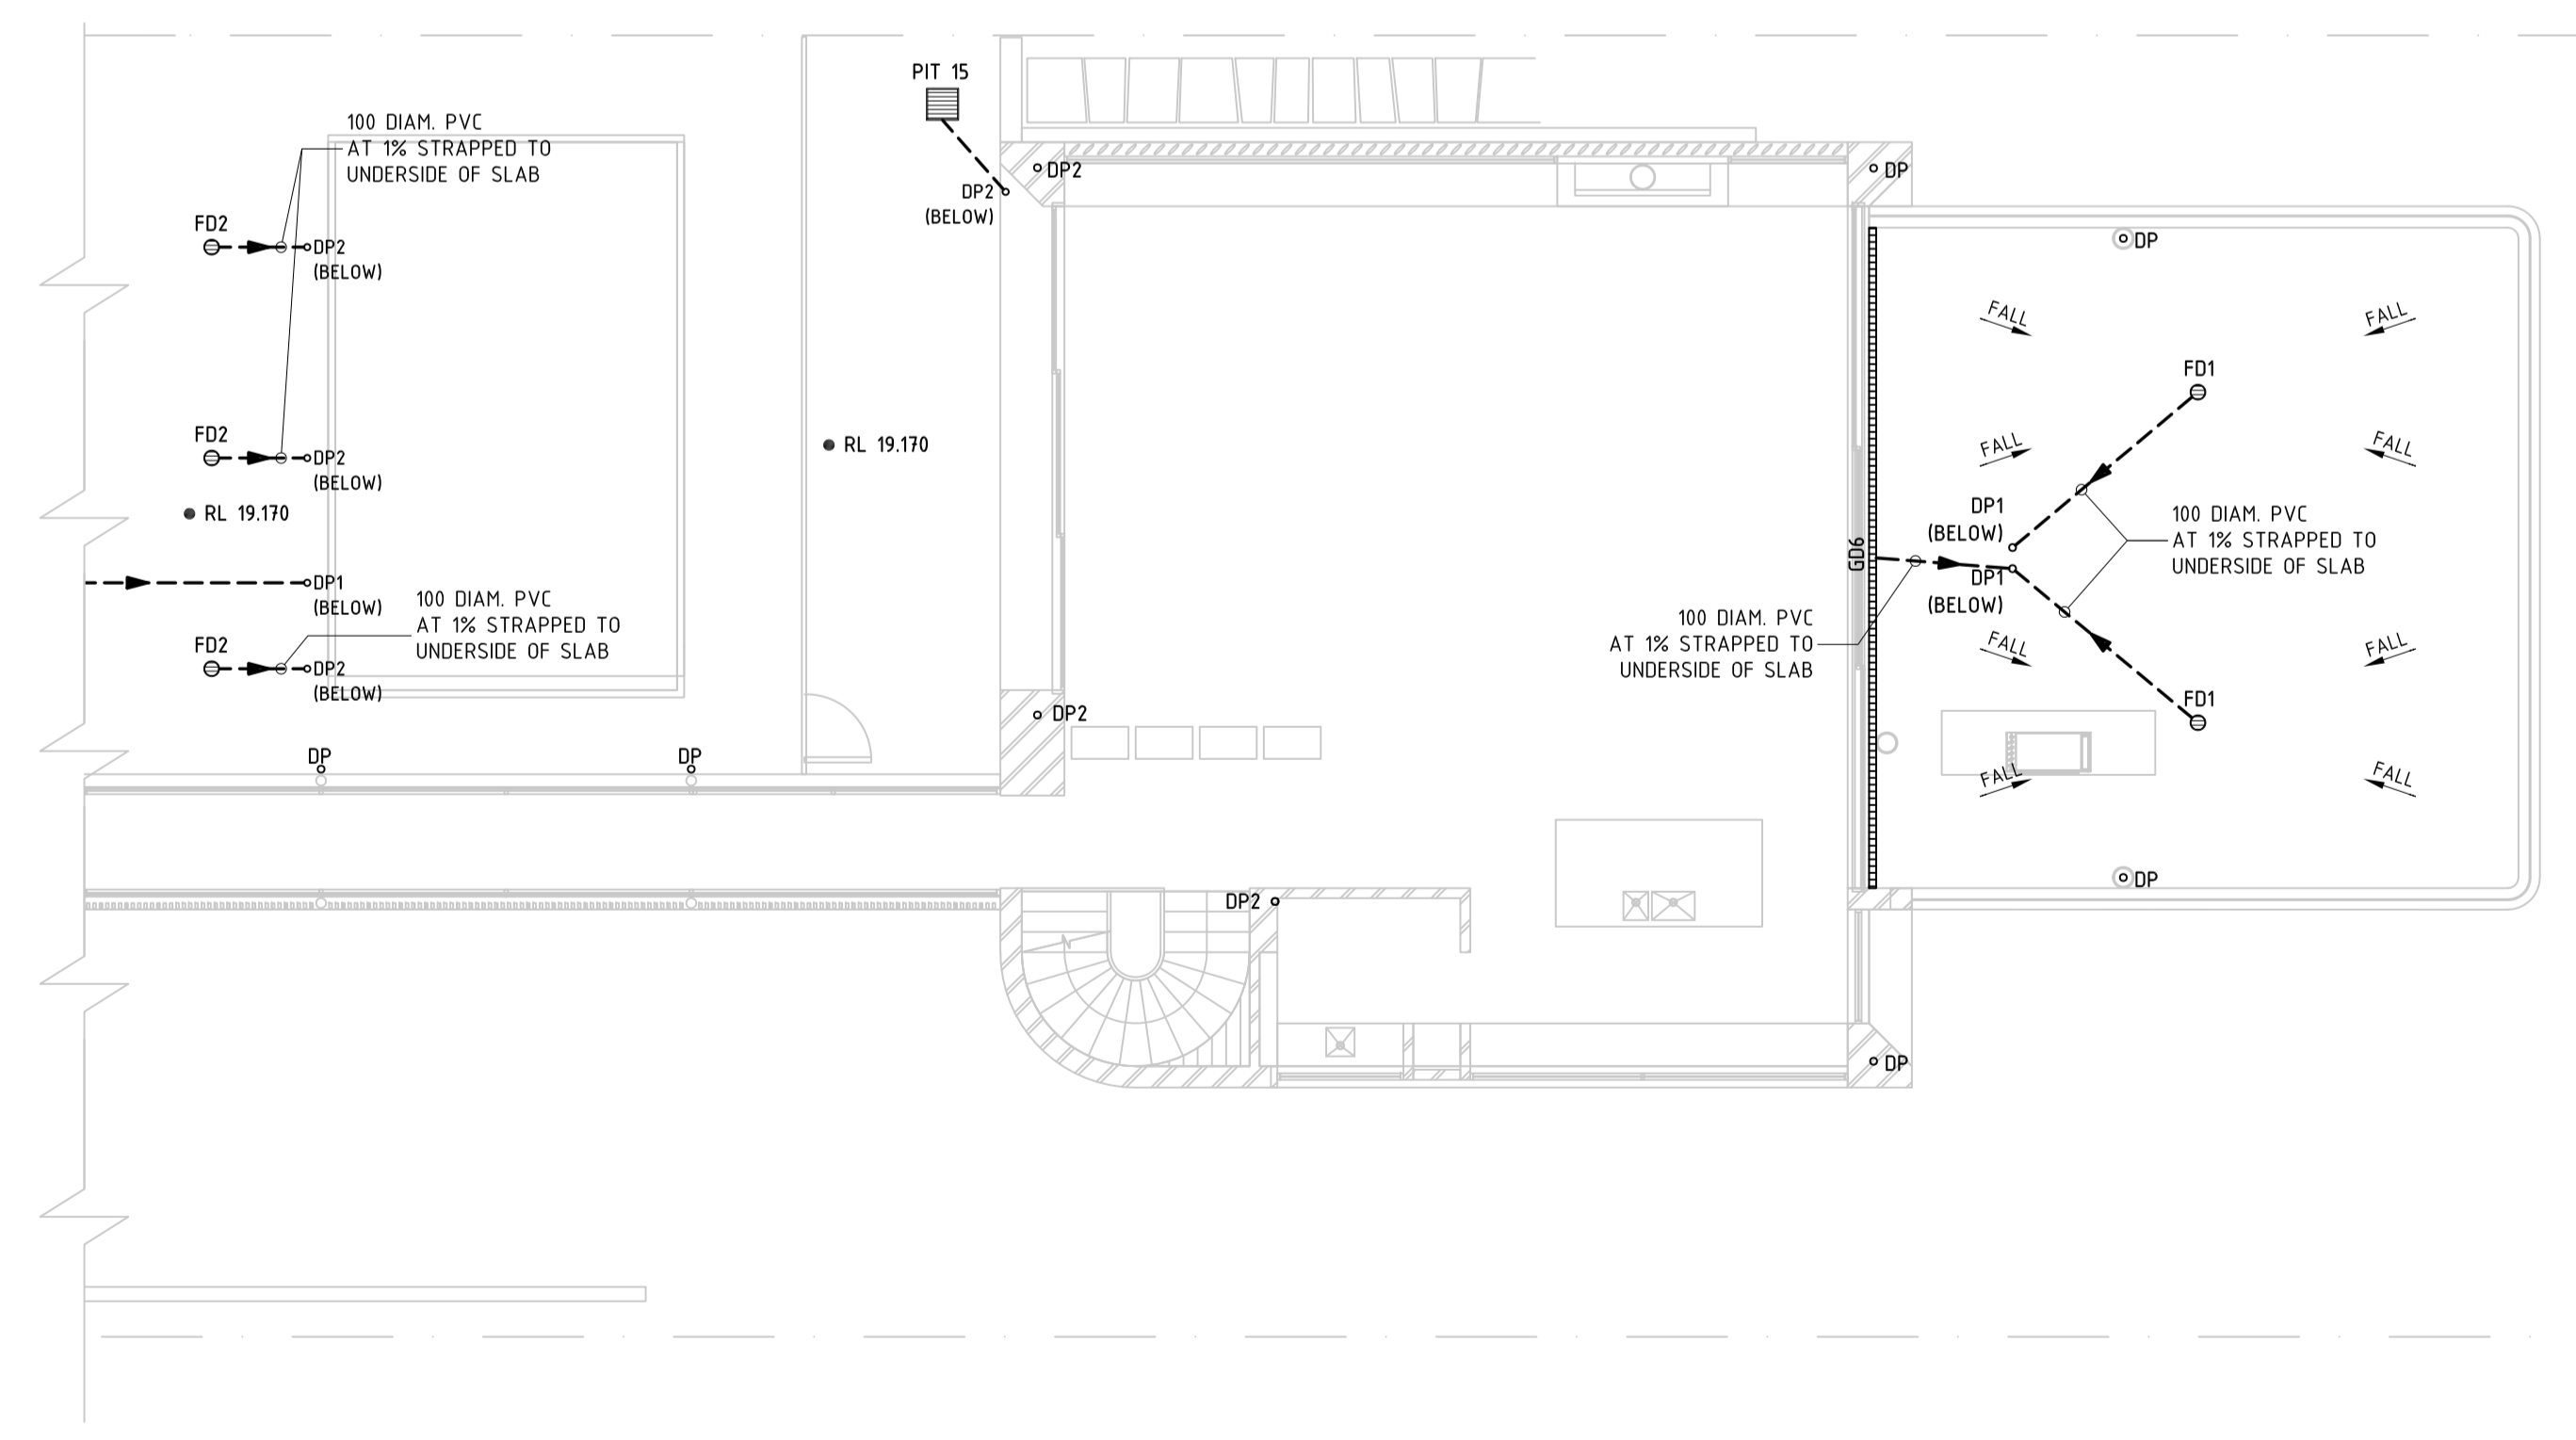 PIT 15
100 DIAM. PVC
AT 1% STRAPPED TO
UNDERSIDE OF SLAB
DP2
DP
DP2
(BELOW)
FD2
DP2
(BELOW)
DP
FALL
FALL
FD1
FD2
DP2
(BELOW)
RL 19.170
FALL
FALL
RL 19.170
DP1
(BELOW)
100 DIAM. PVC
AT 1% STRAPPED TO
UNDERSIDE OF SLAB
GD6
DP1
(BELOW)
DP1
(BELOW)
100 DIAM. PVC
AT 1% STRAPPED TO
UNDERSIDE OF SLAB
100 DIAM. PVC
AT 1% STRAPPED TO
UNDERSIDE OF SLAB
FD2
DP2
(BELOW)
FALL
FALL
FD1
DP2
DP
DP
FALL
FALL
DP2
DP
DP